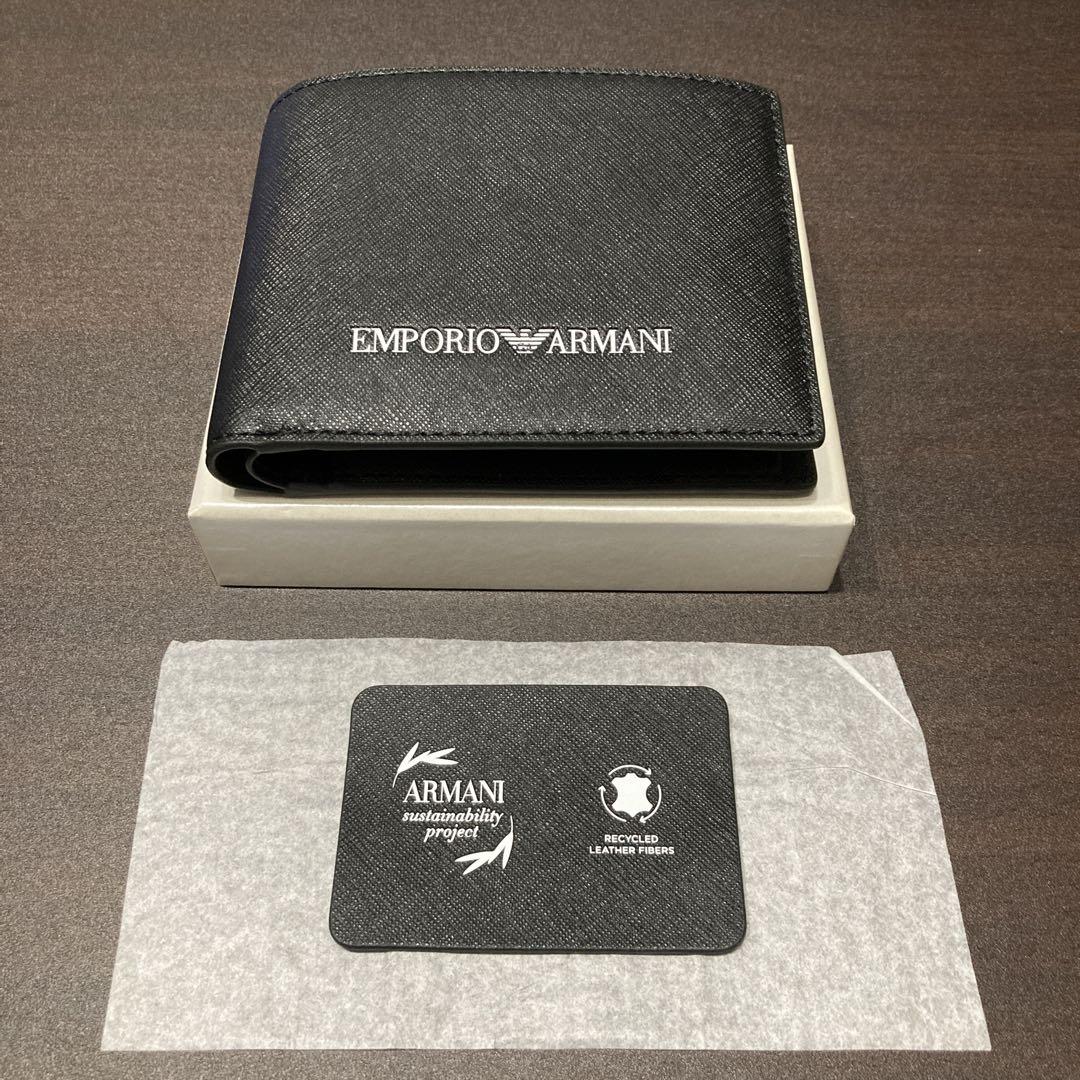 EMPORIO ARMANI
ARMANI
sustainability
project
RECYCLED
LEATHER FIBERS